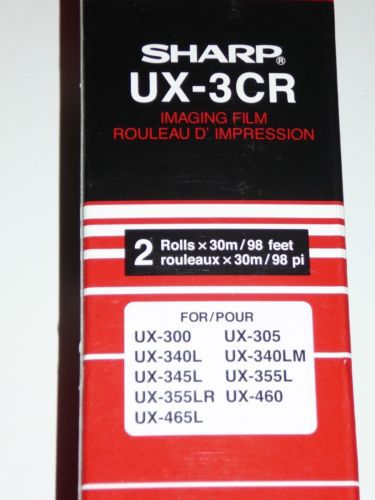 SHARP®
UX-3CR
IMAGING FILM
ROULEAU D' IMPRESSION
2 Rolls × 30m/98 feet
rouleaux × 30m/98 pi
FOR/POUR
UX-300 UX-305
UX-340L UX-340LM
UX-345L UX-355L
UX-355LR UX-460
UX-465L